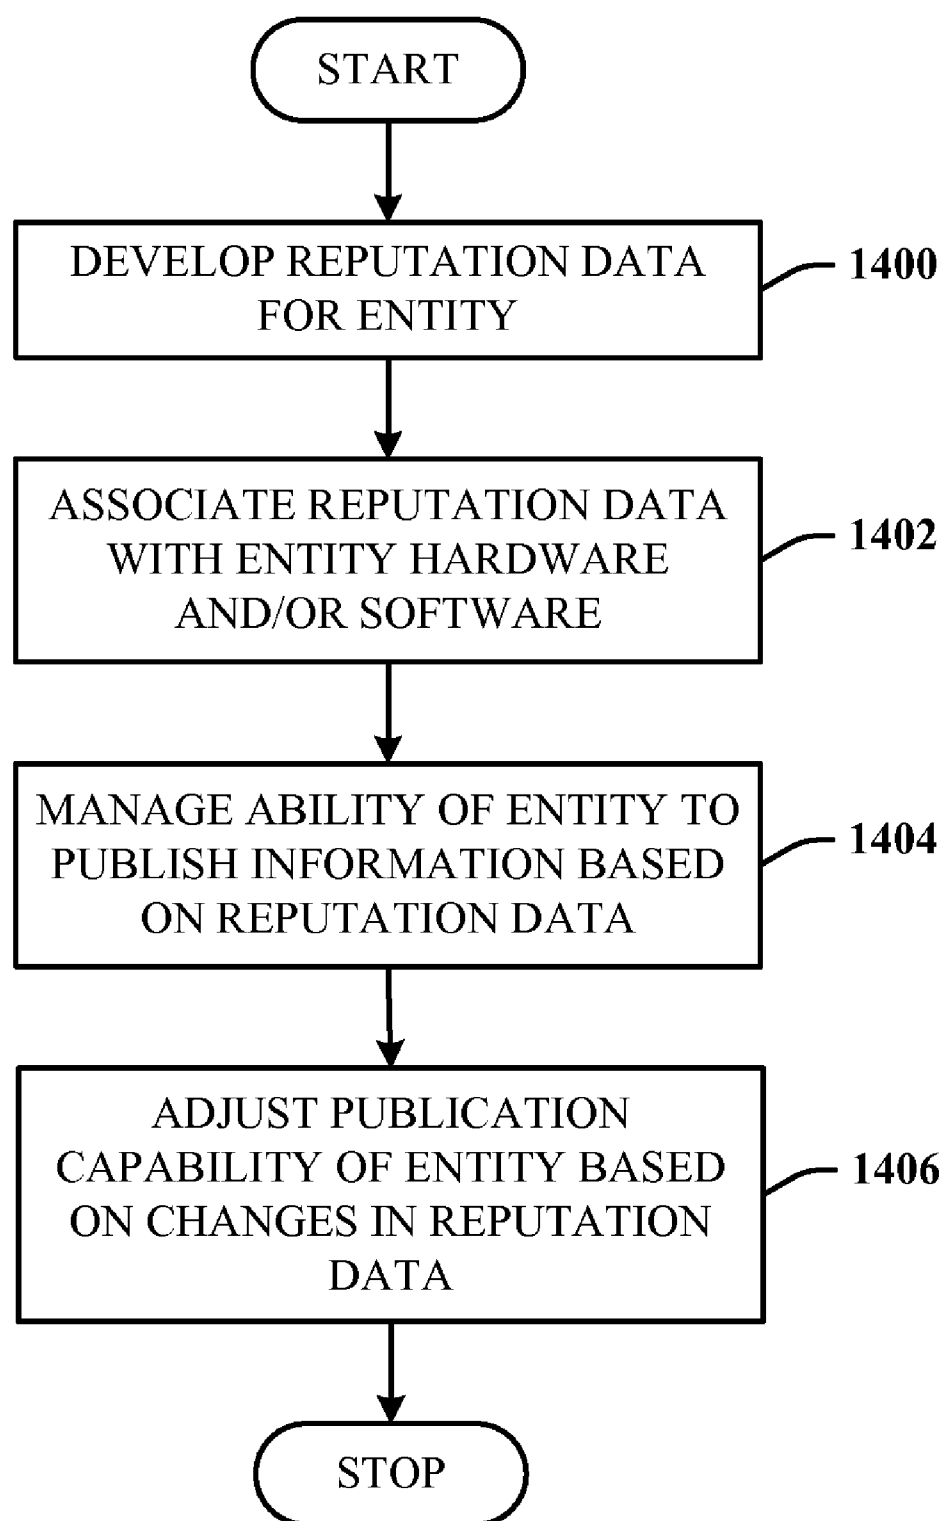 START
DEVELOP REPUTATION DATA
FOR ENTITY
1400
ASSOCIATE REPUTATION DATA
WITH ENTITY HARDWARE
AND/OR SOFTWARE
1402
MANAGE ABILITY OF ENTITY TO
PUBLISH INFORMATION BASED
ON REPUTATION DATA
1404
ADJUST PUBLICATION
CAPABILITY OF ENTITY BASED
ON CHANGES IN REPUTATION
DATA
1406
STOP